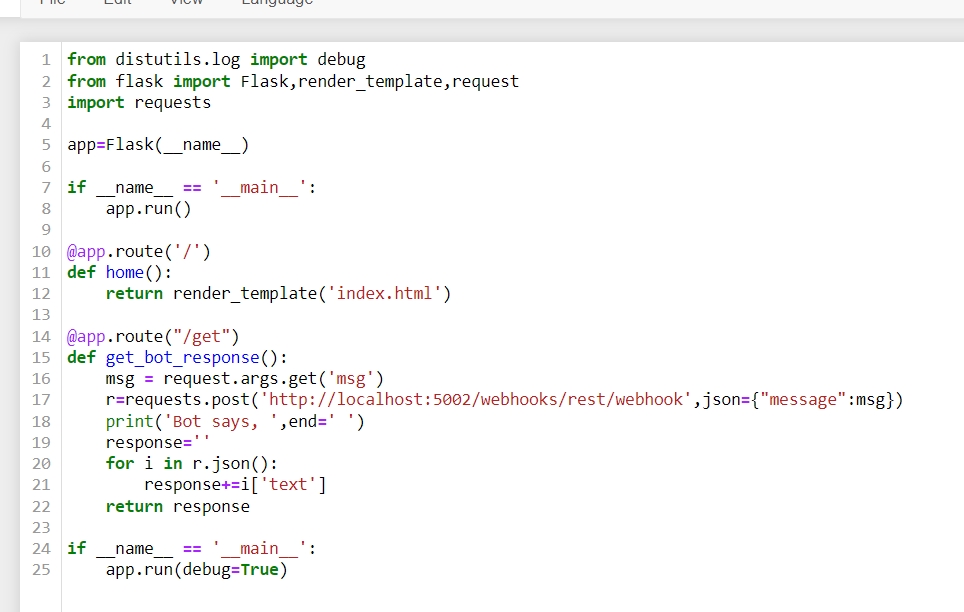 File Edit View Language
1 from distutils.log import debug
2 from flask import Flask,render_template,request
3 import requests
4
5 app=Flask(__name__)
6
7 if __name__ == '__main__':
8     app.run()
9
10 @app.route('/')
11 def home():
12     return render_template('index.html')
13
14 @app.route("/get")
15 def get_bot_response():
16     msg = request.args.get('msg')
17     r=requests.post('http://localhost:5002/webhooks/rest/webhook',json={"message":msg})
18     print('Bot says, ',end=' ')
19     response=''
20     for i in r.json():
21         response+=i['text']
22     return response
23
24 if __name__ == '__main__':
25     app.run(debug=True)